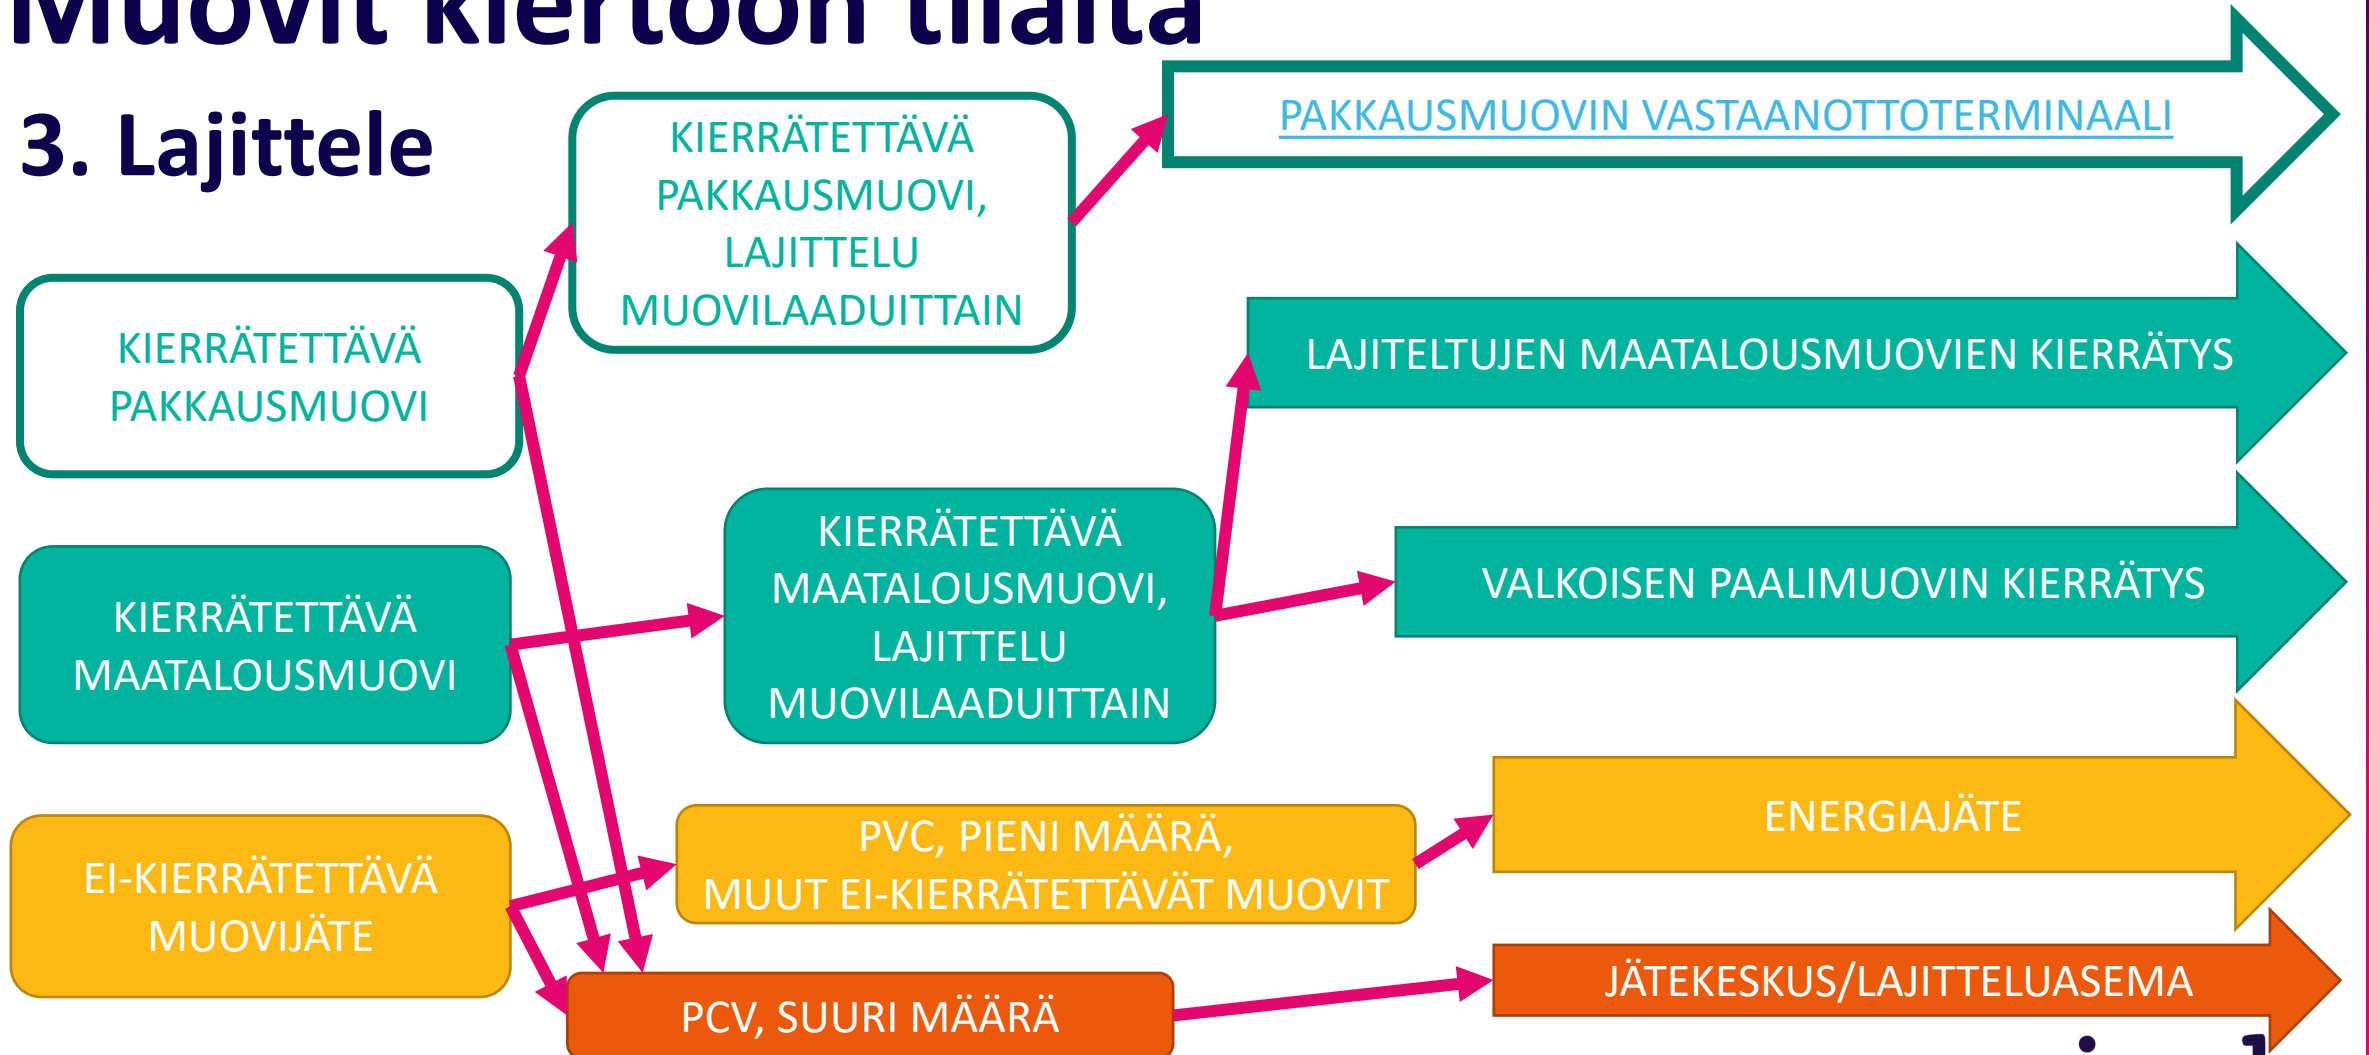 Muovit kiertoon tilalta
3. Lajittele
KIERRÄTETTÄVÄ
PAKKAUSMUOVI,
LAJITTELU
MUOVILAADUITTAIN
PAKKAUSMUOVIN VASTAANOTTOTERMINAALI
KIERRÄTETTÄVÄ
PAKKAUSMUOVI
LAJITELTUJEN MAATALOUSMUOVIEN KIERRÄTYS
KIERRÄTETTÄVÄ
MAATALOUSMUOVI
KIERRÄTETTÄVÄ
MAATALOUSMUOVI,
LAJITTELU
MUOVILAADUITTAIN
VALKOISEN PAALIMUOVIN KIERRÄTYS
EI-KIERRÄTETTÄVÄ
MUOVIJÄTE
PVC, PIENI MÄÄRÄ,
MUUT EI-KIERRÄTETTÄVÄT MUOVIT
ENERGIAJÄTE
PCV, SUURI MÄÄRÄ
JÄTEKESKUS/LAJITTELUASEMA